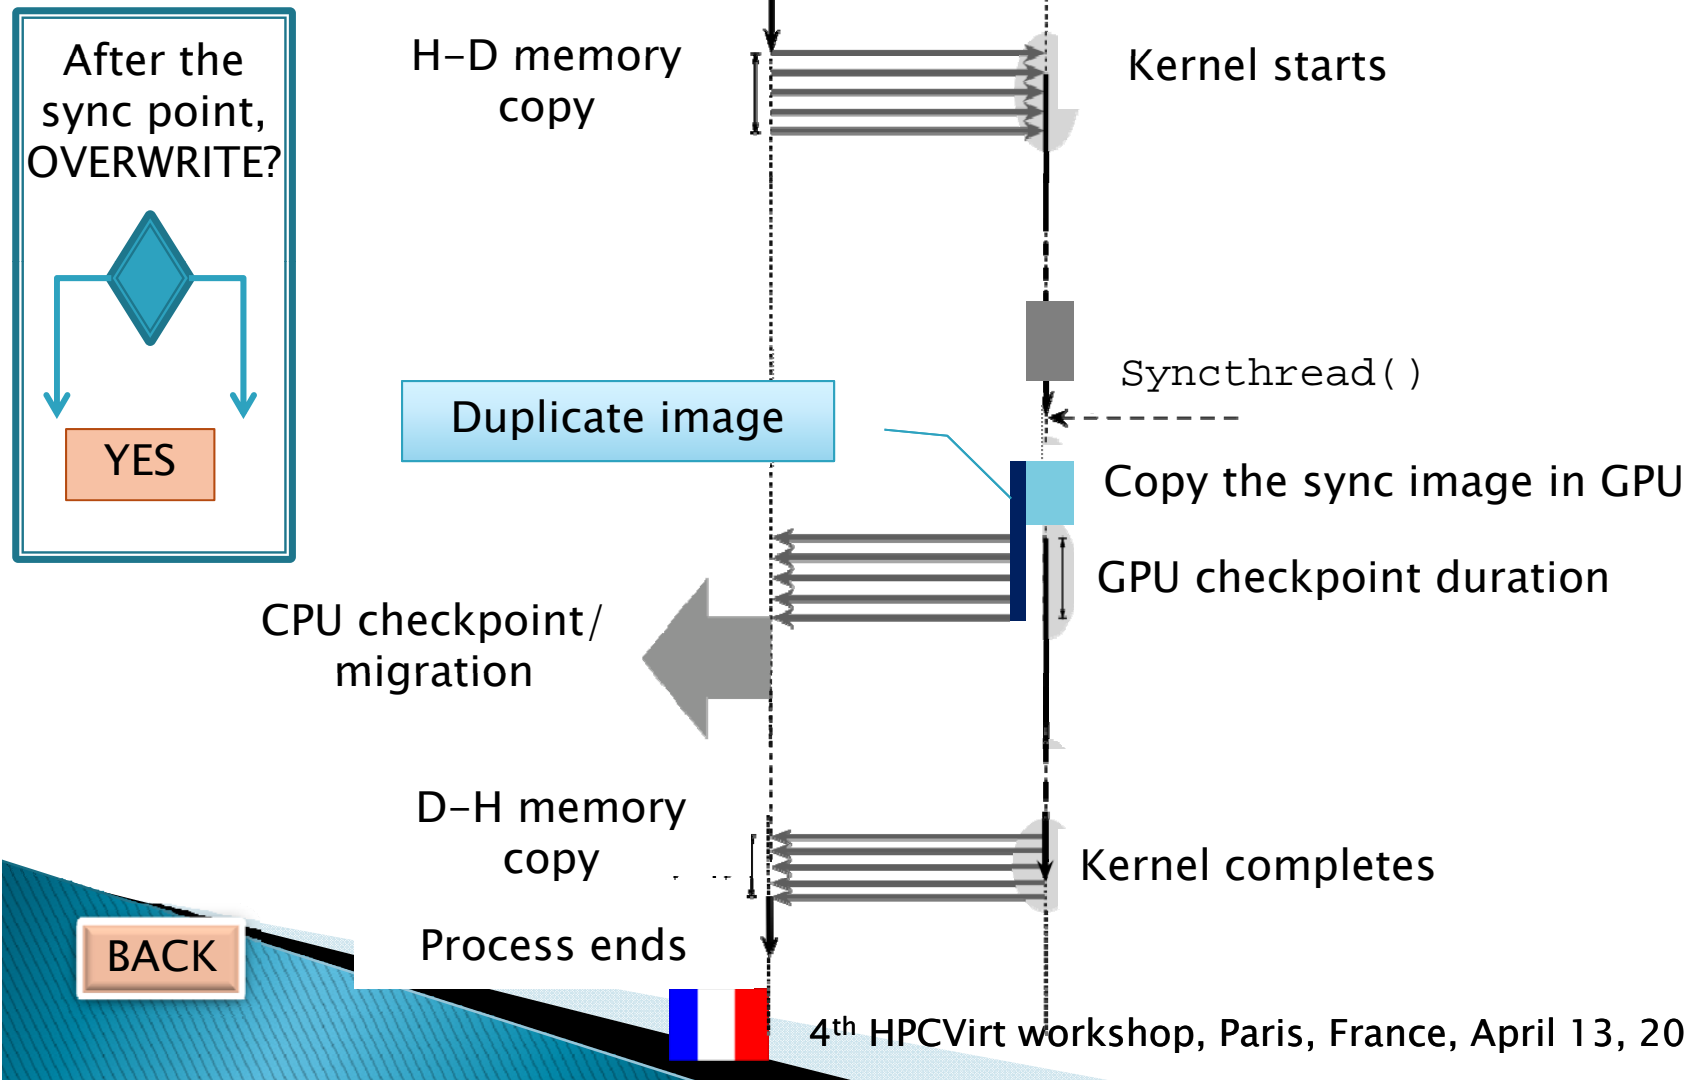 After the
sync point,
OVERWRITE?
YES
H-D memory
copy
Kernel starts
Syncthread()
Duplicate image
Copy the sync image in GPU
GPU checkpoint duration
CPU checkpoint/
migration
D-H memory
copy
Kernel completes
Process ends
BACK
4th HPCVirt workshop, Paris, France, April 13, 20